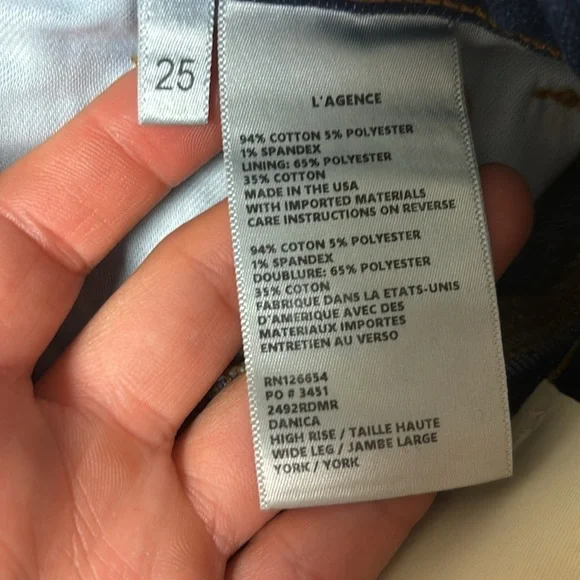 25
L'AGENCE
94% COTTON 5% POLYESTER
1% SPANDEX
LINING: 65% POLYESTER
35% COTTON
MADE IN THE USA
WITH IMPORTED MATERIALS
CARE INSTRUCTIONS ON REVERSE
94% COTON 5% POLYESTER
1% SPANDEX
DOUBLURE: 65% POLYESTER
35% COTON
FABRIQUE DANS LA ETATS-UNIS
D'AMERIQUE AVEC DES
MATERIAUX IMPORTES
ENTRETIEN AU VERSO
RN126654
PO # 3451
2492RDMR
DANICA
HIGH RISE / TAILLE HAUTE
WIDE LEG / JAMBE LARGE
YORK / YORK